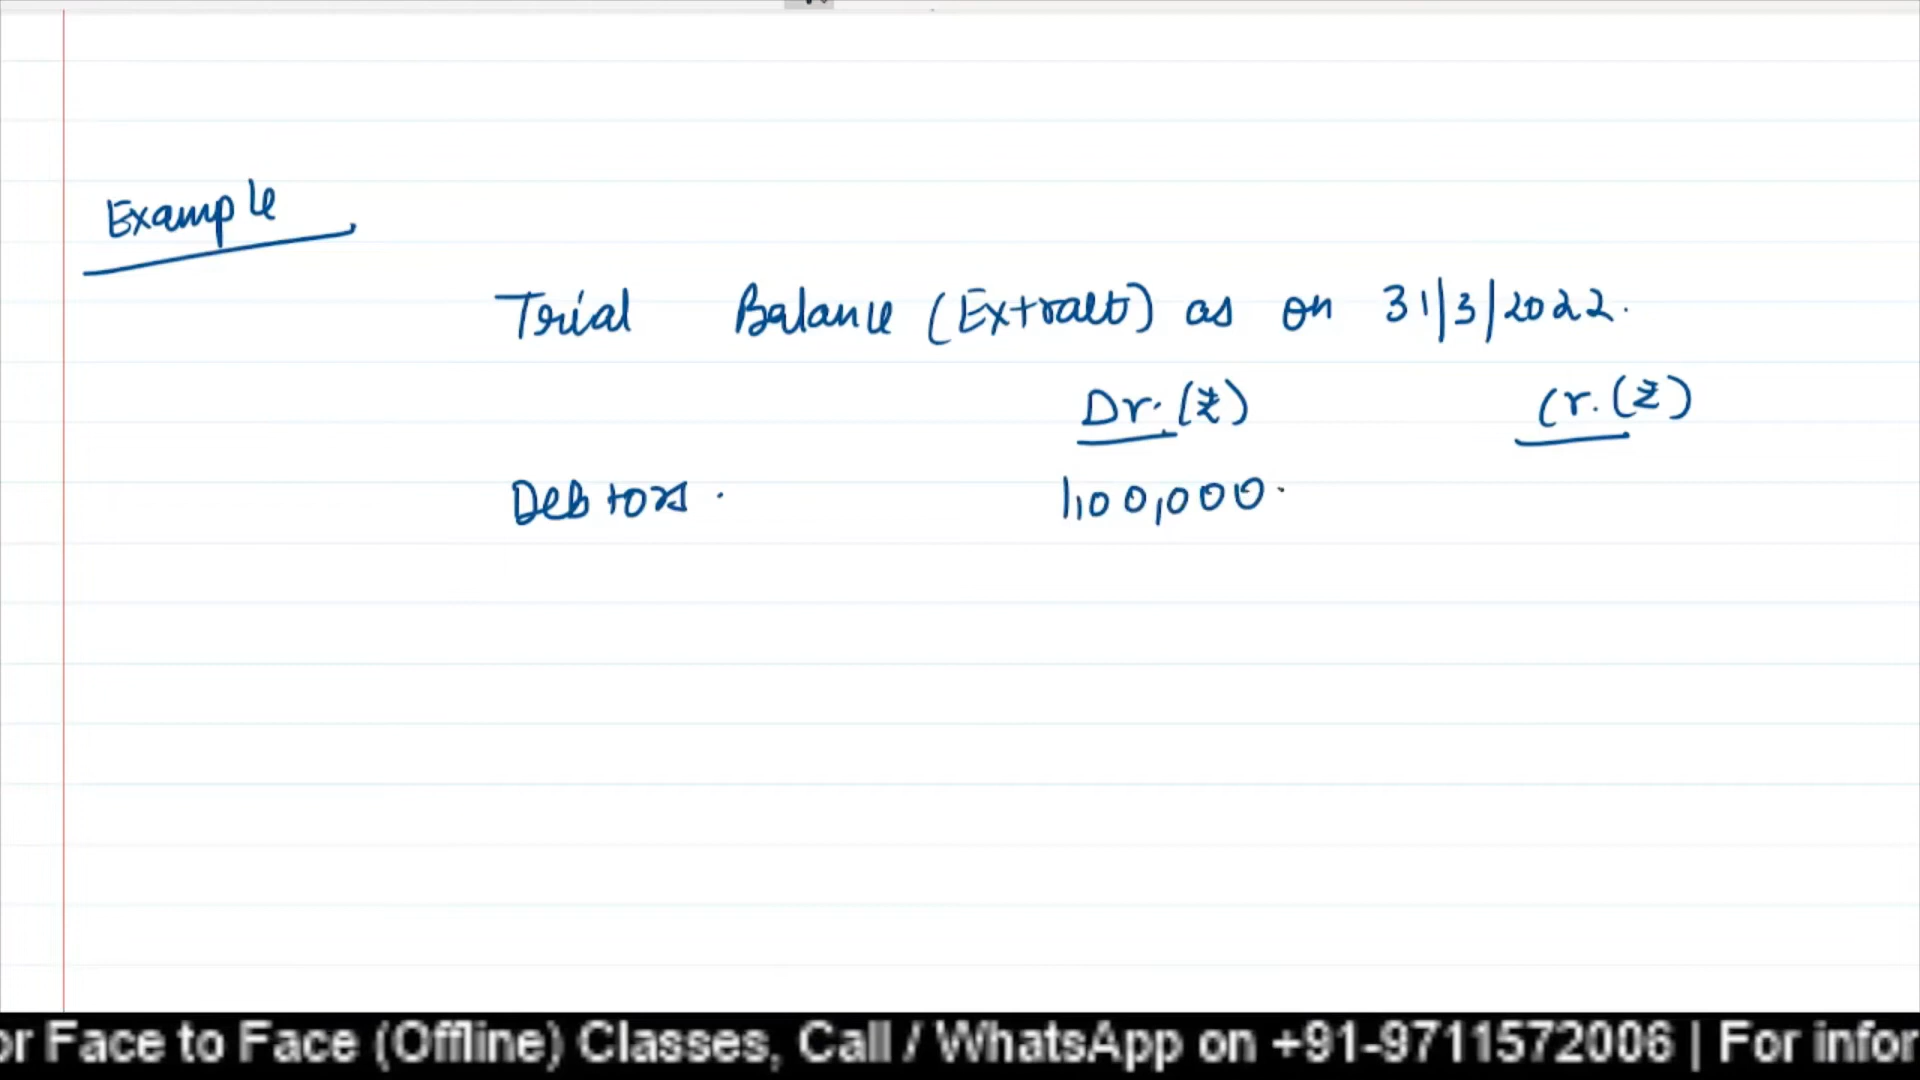 Example
Trial Balance (Extract) as on 31/3/2022.
Dr. (₹) Cr. (₹)
Debtors. 1,00,000.
or Face to Face (Offline) Classes, Call / WhatsApp on +91-9711572006 | For infor